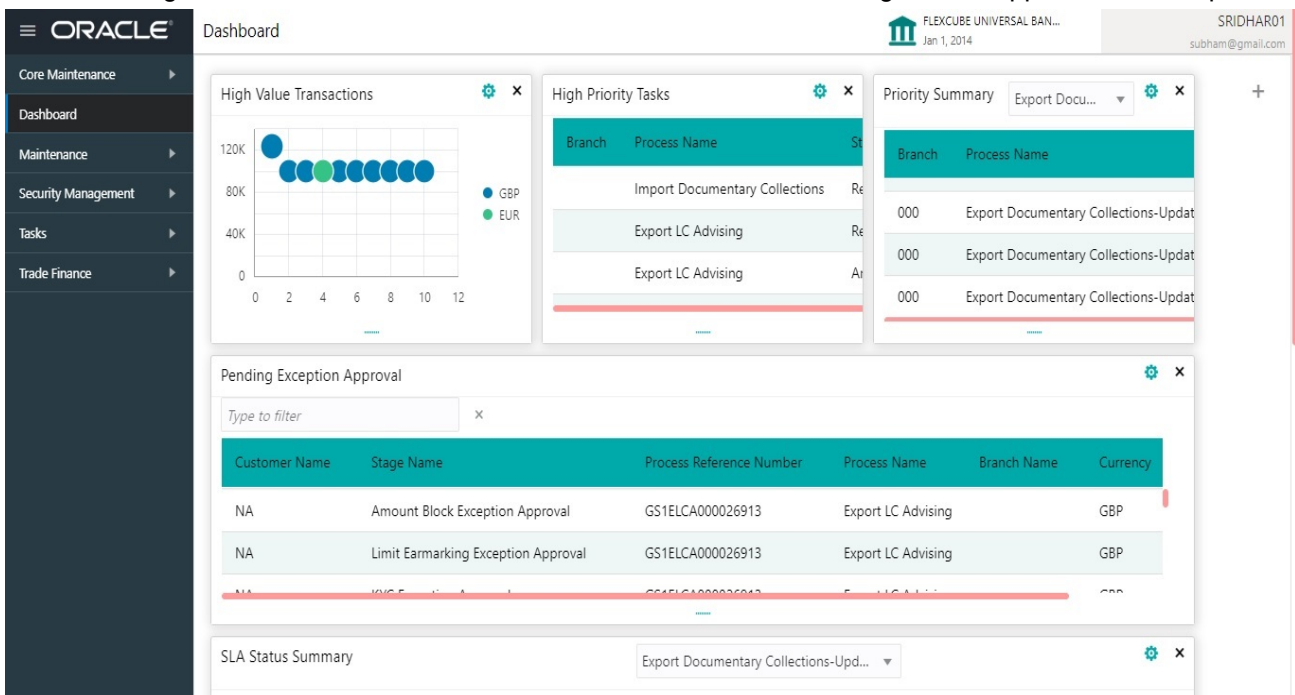 ORACLE
Dashboard
FLEXCUBE UNIVERSAL BAN...
Jan 1, 2014
SRIDHAR01
subham@gmail.com
Core Maintenance
Dashboard
Maintenance
Security Management
Tasks
Trade Finance
High Value Transactions
120K
80K
40K
0
0 2 4 6 8 10 12
GBP
EUR
High Priority Tasks
Branch Process Name St
Import Documentary Collections Re
Export LC Advising Re
Export LC Advising
Priority Summary Export Docu...
Branch Process Name
000 Export Documentary Collections-Updat
000 Export Documentary Collections-Updat
000 Export Documentary Collections-Updat
Pending Exception Approval
Type to filter
Customer Name Stage Name Process Reference Number Process Name Branch Name Currency
NA Amount Block Exception Approval GS1ELCA000026913 Export LC Advising GBP
NA Limit Earmarking Exception Approval GS1ELCA000026913 Export LC Advising GBP
SLA Status Summary Export Documentary Collections-Upd...